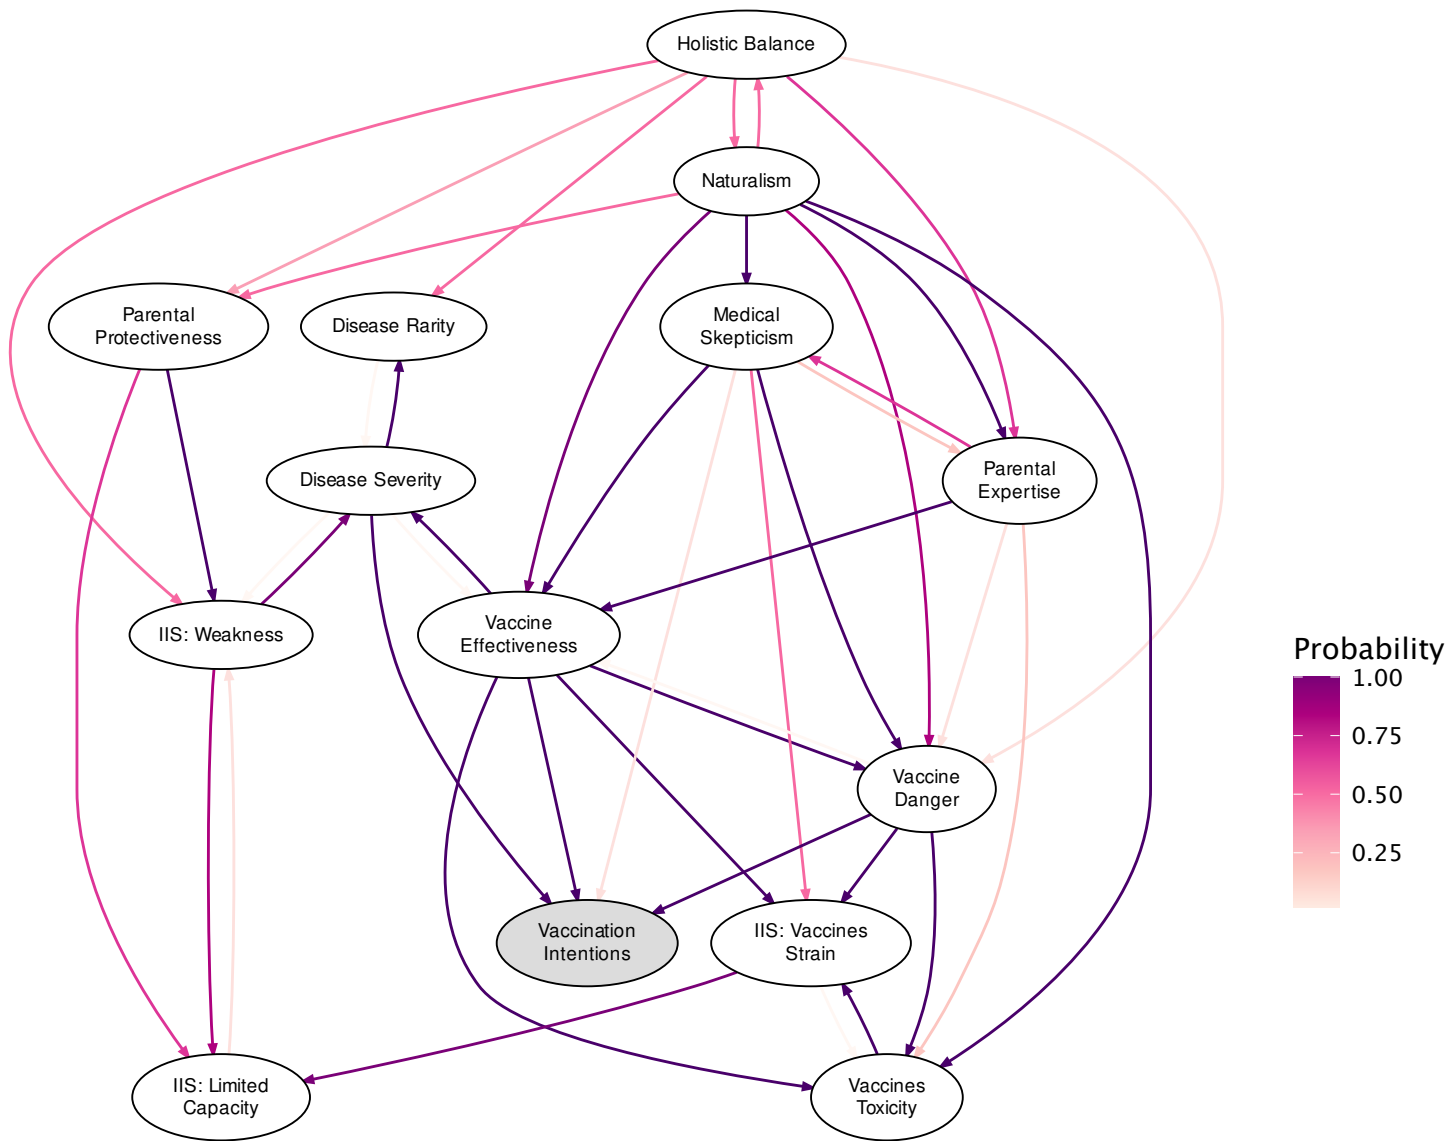 Holistic Balance
Naturalism
Parental
Protectiveness
Disease Rarity
Medical
Skepticism
Disease Severity
Parental
Expertise
IIS: Weakness
Vaccine
Effectiveness
Probability
1.00
0.75
0.50
0.25
Vaccine
Danger
Vaccination
Intentions
IIS: Vaccines
Strain
IIS: Limited
Capacity
Vaccines
Toxicity